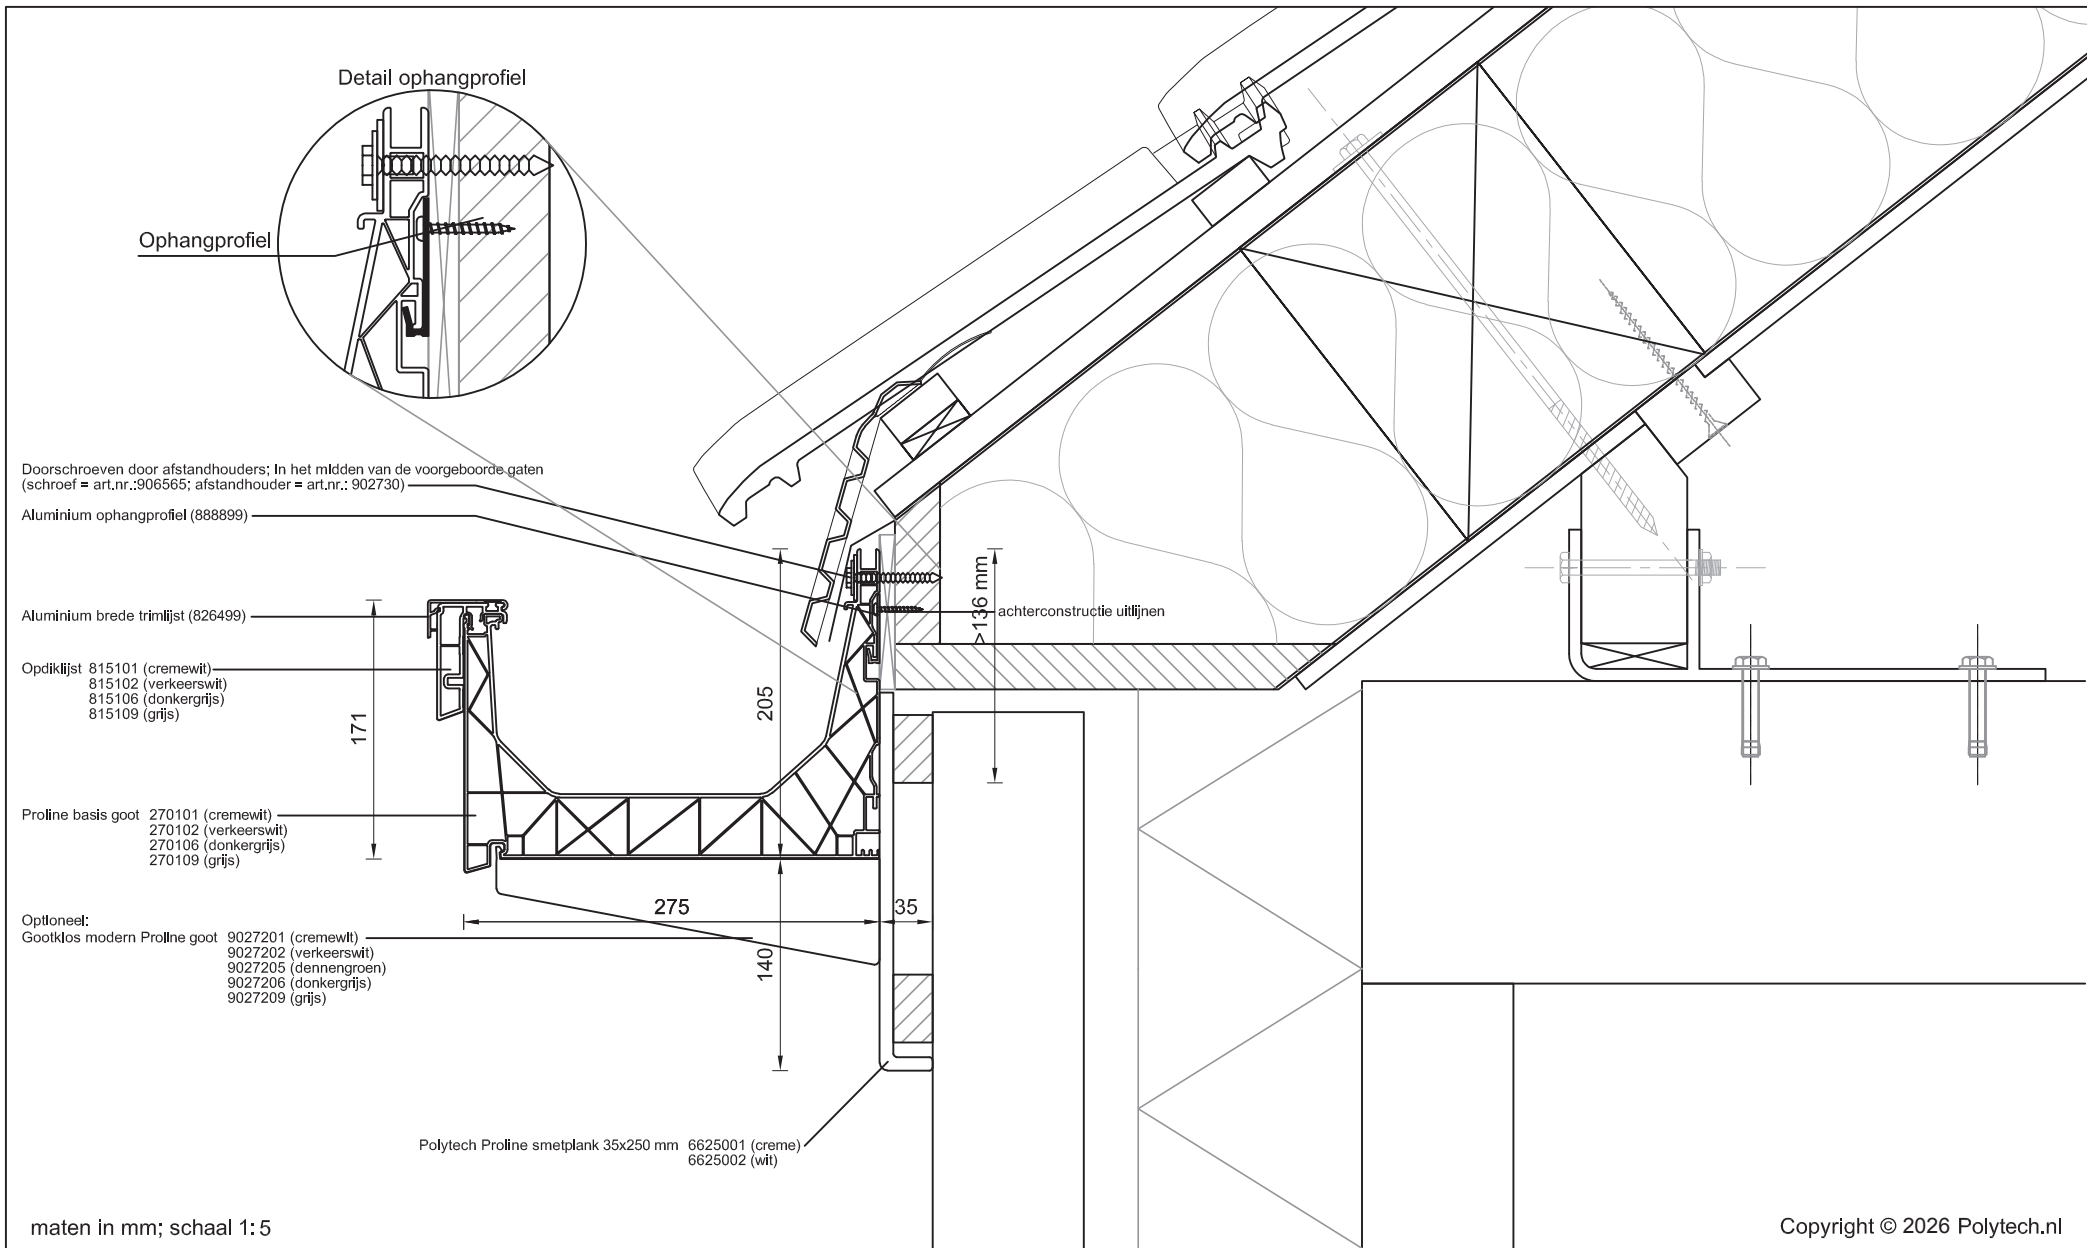 Detail ophangprofiel
Ophangprofiel
Doorschroeven door afstandhouders; In het midden van de voorgeboorde gaten
(schroef = art.nr.:906565; afstandhouder = art.nr.: 902730)
Aluminium ophangprofiel (888899)
Aluminium brede trimlijst (826499)
Opdiklijst 815101 (cremewit)
815102 (verkeerswit)
815106 (donkergrijs)
815109 (grijs)
Proline basis goot 270101 (cremewit)
270102 (verkeerswit)
270106 (donkergrijs)
270109 (grijs)
Optioneel:
Gootklos modern Proline goot 9027201 (cremewit)
9027202 (verkeerswit)
9027205 (dennengroen)
9027206 (donkergrijs)
9027209 (grijs)
171
205
>136 mm
achterconstructie uitlijnen
275
35
140
Polytech Proline smetplank 35x250 mm 6625001 (creme)
6625002 (wit)
maten in mm; schaal 1:5
Copyright © 2026 Polytech.nl